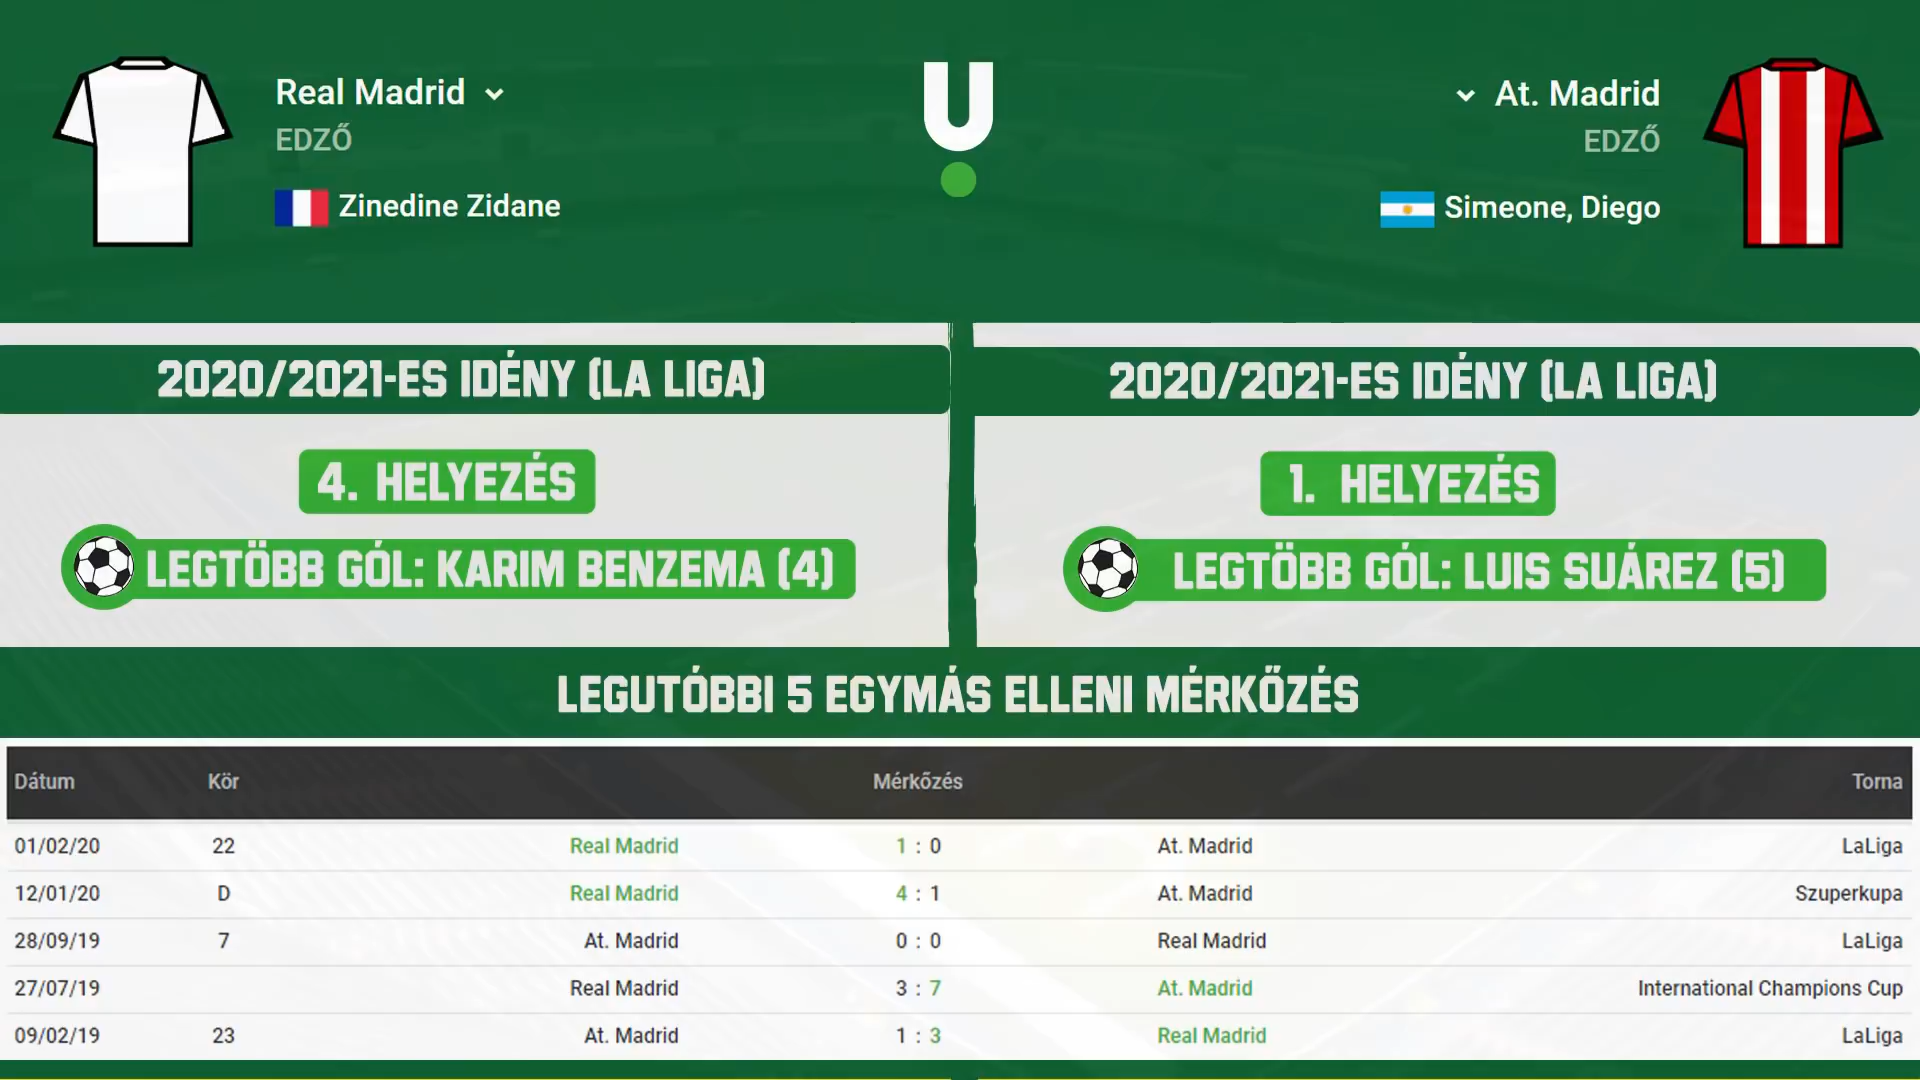 Real Madrid
EDZŐ
Zinedine Zidane
U
At. Madrid
EDZŐ
Simeone, Diego
2020/2021-ES IDÉNY (LA LIGA)
4. HELYEZÉS
LEGTÖBB GÓL: KARIM BENZEMA (4)
2020/2021-ES IDÉNY (LA LIGA)
1. HELYEZÉS
LEGTÖBB GÓL: LUIS SUÁREZ (5)
LEGUTÓBBI 5 EGYMÁS ELLENI MÉRKŐZÉS
Dátum Kör Mérkőzés Torna
01/02/20 22 Real Madrid 1 : 0 At. Madrid LaLiga
12/01/20 D Real Madrid 4 : 1 At. Madrid Szuperkupa
28/09/19 7 At. Madrid 0 : 0 Real Madrid LaLiga
27/07/19 Real Madrid 3 : 7 At. Madrid International Champions Cup
09/02/19 23 At. Madrid 1 : 3 Real Madrid LaLiga